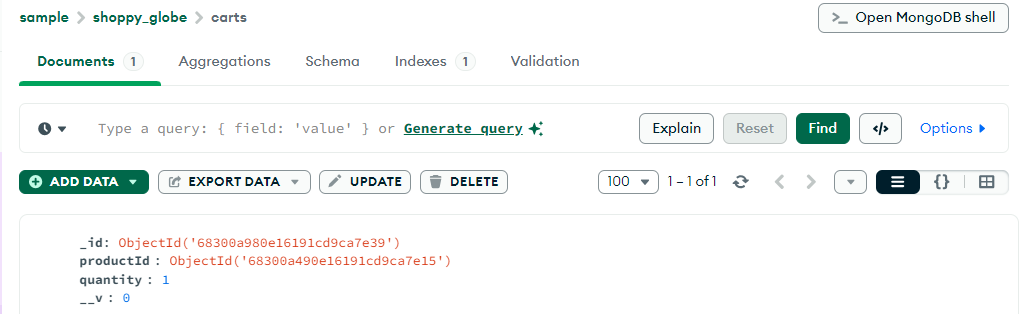 sample > shoppy_globe > carts
>_ Open MongoDB shell
Documents 1 Aggregations Schema Indexes 1 Validation
Type a query: { field: 'value' } or Generate query
Explain Reset Find </> Options
ADD DATA EXPORT DATA UPDATE DELETE 100 1 – 1 of 1 {}
_id: ObjectId('68300a980e16191cd9ca7e39')
productId : ObjectId('68300a490e16191cd9ca7e15')
quantity : 1
__v : 0